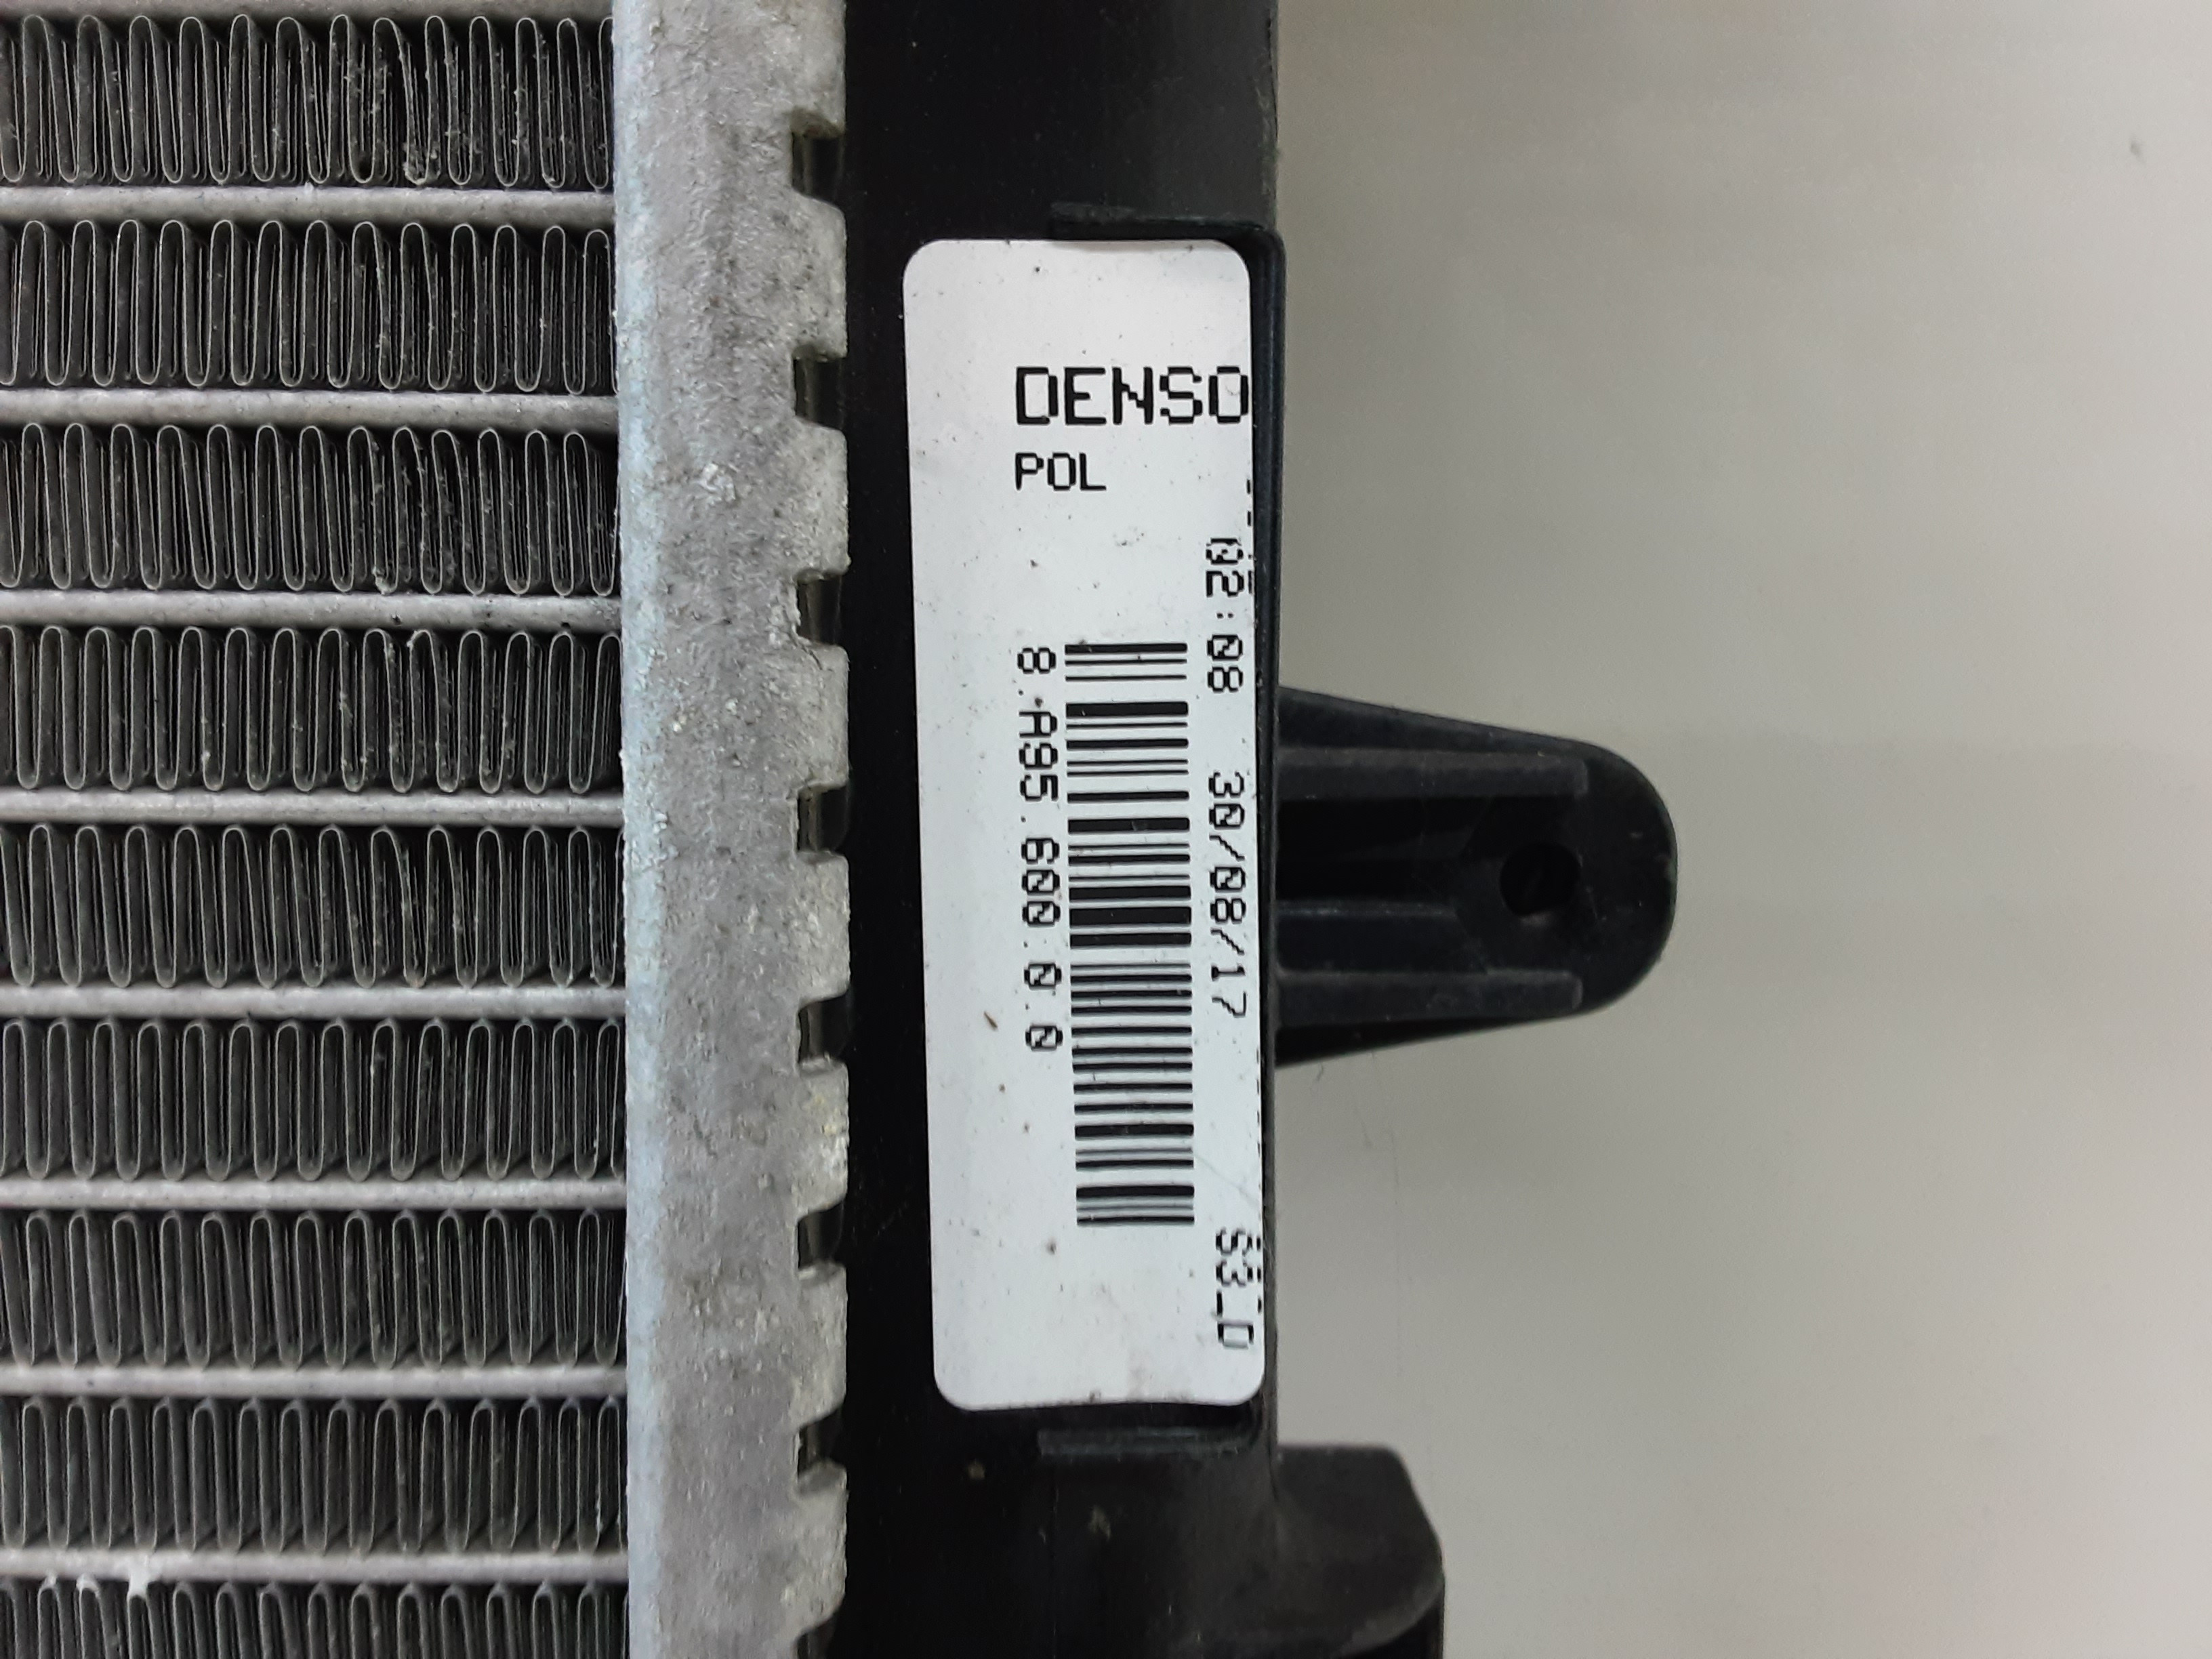 DENSO
POL
02:08 30/08/17 S3_D
8.A95.600.0.0